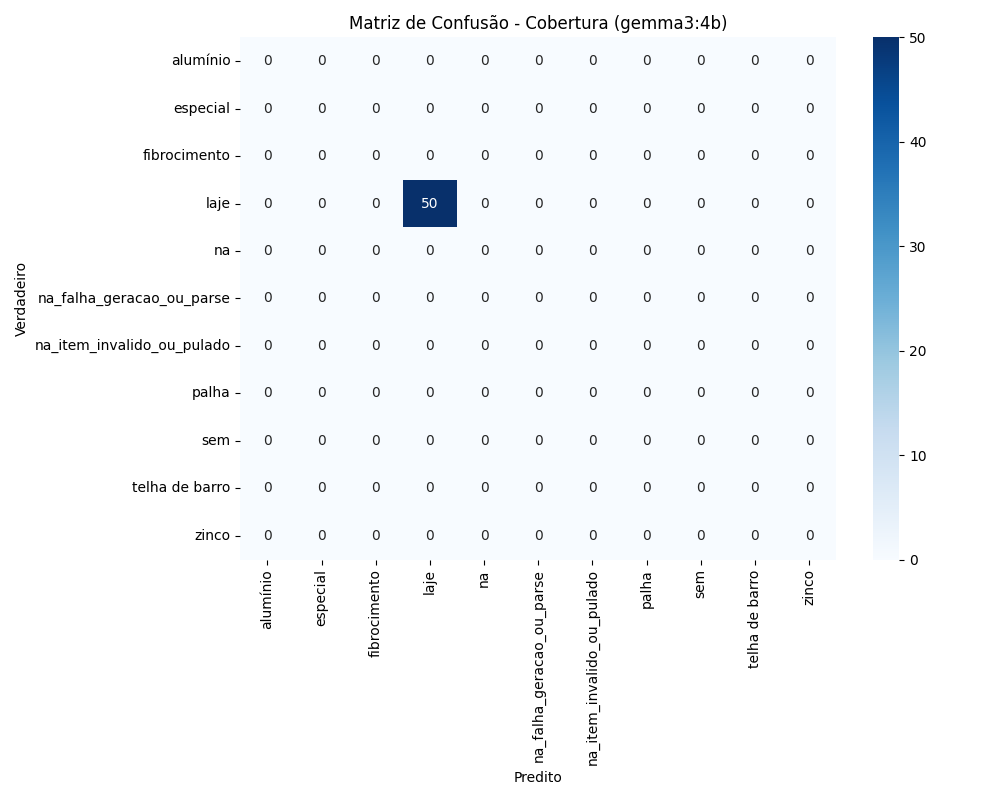 Matriz de Confusão - Cobertura (gemma3:4b)
Verdadeiro
alumínio 0 0 0 0 0 0 0 0 0 0 0
especial 0 0 0 0 0 0 0 0 0 0 0
fibrocimento 0 0 0 0 0 0 0 0 0 0 0
laje 0 0 0 50 0 0 0 0 0 0 0
na 0 0 0 0 0 0 0 0 0 0 0
na_falha_geracao_ou_parse 0 0 0 0 0 0 0 0 0 0 0
na_item_invalido_ou_pulado 0 0 0 0 0 0 0 0 0 0 0
palha 0 0 0 0 0 0 0 0 0 0 0
sem 0 0 0 0 0 0 0 0 0 0 0
telha de barro 0 0 0 0 0 0 0 0 0 0 0
zinco 0 0 0 0 0 0 0 0 0 0 0
alumínio
especial
fibrocimento
laje
na
na_falha_geracao_ou_parse
na_item_invalido_ou_pulado
palha
sem
telha de barro
zinco
Predito
50
40
30
20
10
0